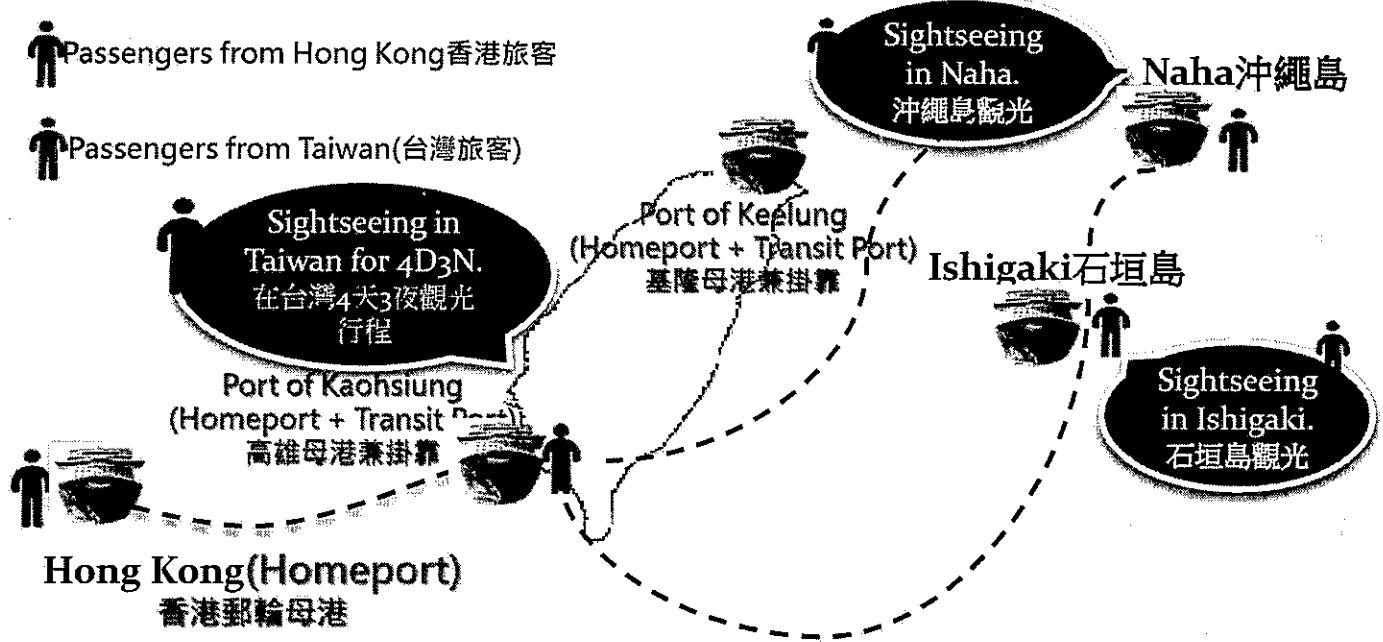 Passengers from Hong Kong香港旅客
Passengers from Taiwan(台灣旅客)
Sightseeing
in Naha.
沖繩島觀光
Naha沖繩島
Sightseeing in
Taiwan for 4D3N.
在台灣4天3夜觀光
行程
Port of Keelung
(Homeport + Transit Port)
基隆母港兼掛靠
Ishigaki石垣島
Sightseeing
in Ishigaki.
石垣島觀光
Port of Kaohsiung
(Homeport + Transit Port)
高雄母港兼掛靠
Hong Kong(Homeport)
香港郵輪母港